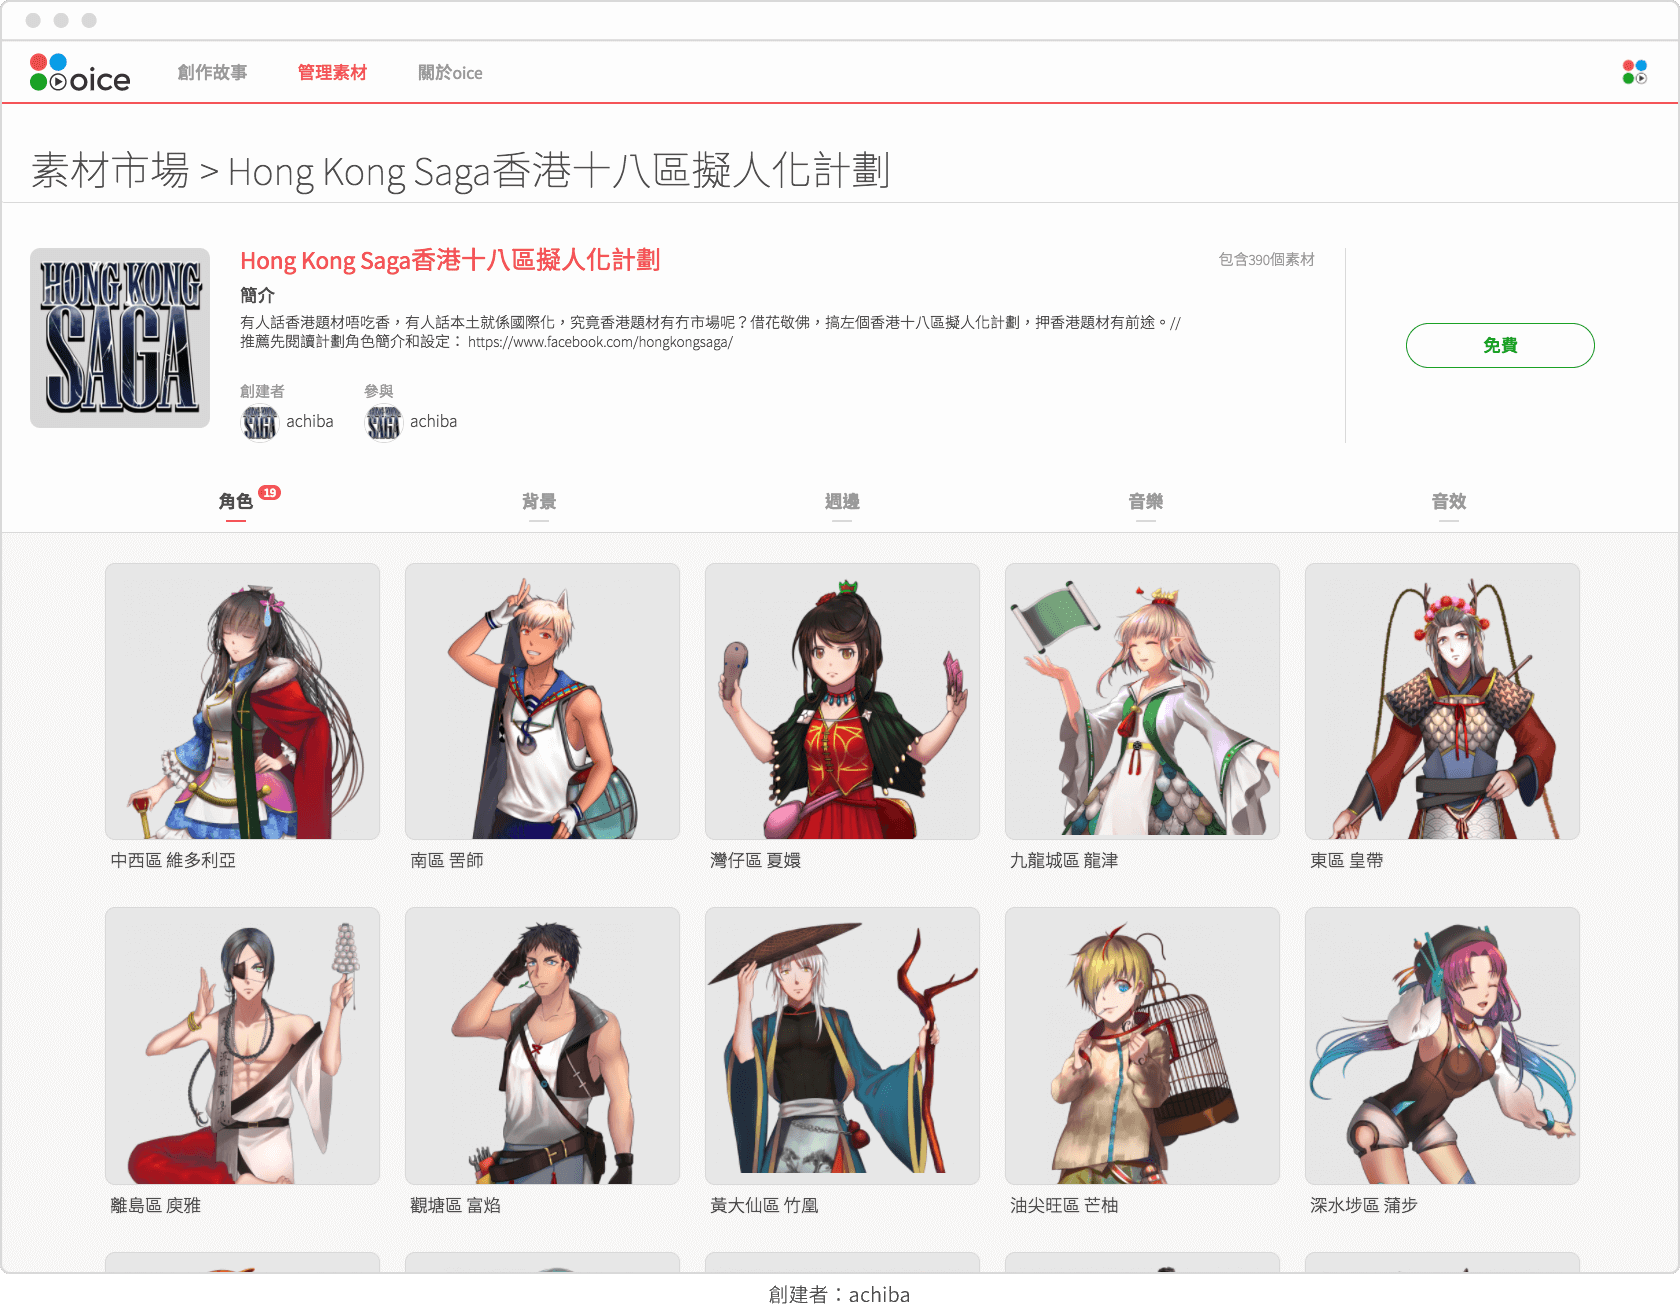 oice
創作故事
管理素材
關於oice
素材市場 > Hong Kong Saga香港十八區擬人化計劃
HONG KONG
SAGA
Hong Kong Saga香港十八區擬人化計劃
包含390個素材
簡介
有人話香港題材唔吃香，有人話本土就係國際化，究竟香港題材有冇市場呢？借花敬佛，搞左個香港十八區擬人化計劃，押香港題材有前途。//
推薦先閱讀計劃角色簡介和設定： https://www.facebook.com/hongkongsaga/
免費
創建者
參與
SAGA
achiba
SAGA
achiba
角色
19
背景
週邊
音樂
音效
中西區 維多利亞
南區 罟師
灣仔區 夏嬛
九龍城區 龍津
東區 皇帶
離島區 庾雅
觀塘區 富焰
黃大仙區 竹凰
油尖旺區 芒柚
深水埗區 蒲步
創建者：achiba